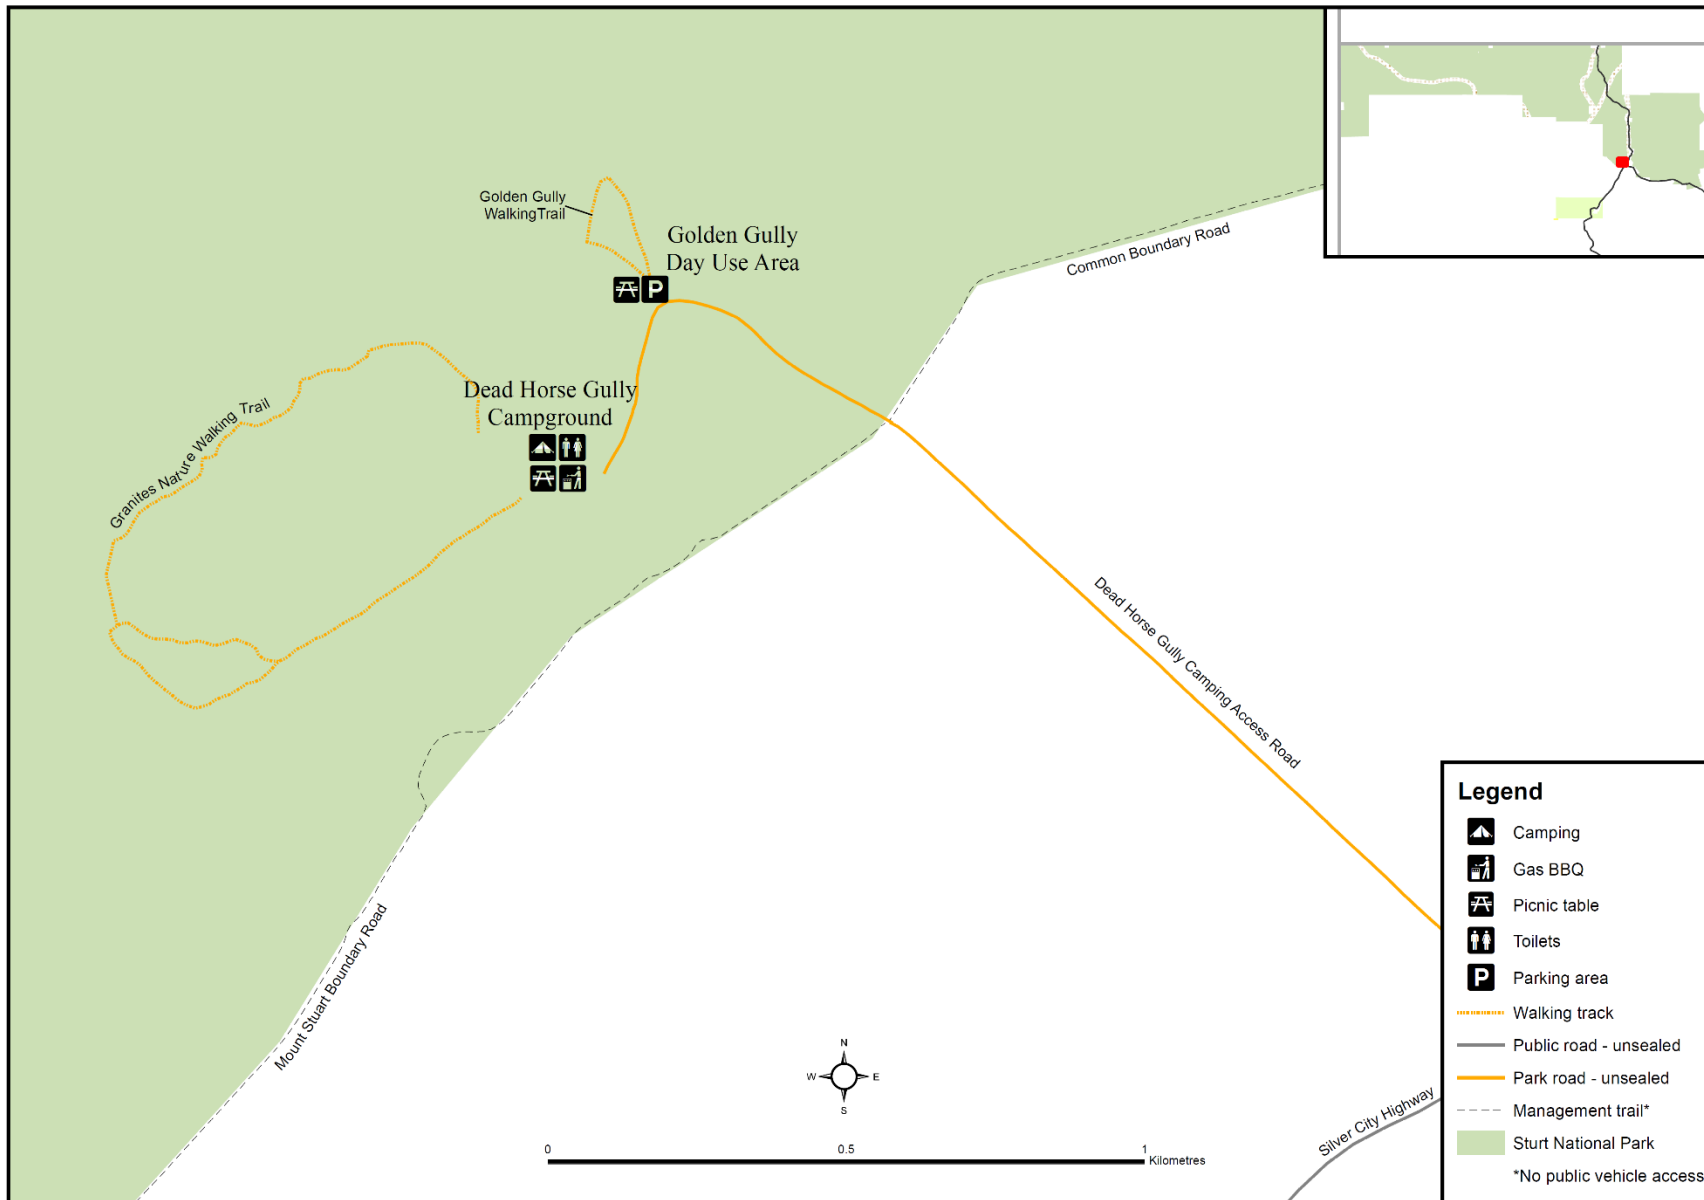 Golden Gully
WalkingTrail
Golden Gully
Day Use Area
P
Common Boundary Road
Dead Horse Gully
Campground
Granites Nature Walking Trail
Dead Horse Gully Camping Access Road
Mount Stuart Boundary Road
N
W E
S
0 0.5 1
Kilometres
Silver City Highway
Legend
Camping
Gas BBQ
Picnic table
Toilets
P Parking area
Walking track
Public road - unsealed
Park road - unsealed
Management trail*
Sturt National Park
*No public vehicle access